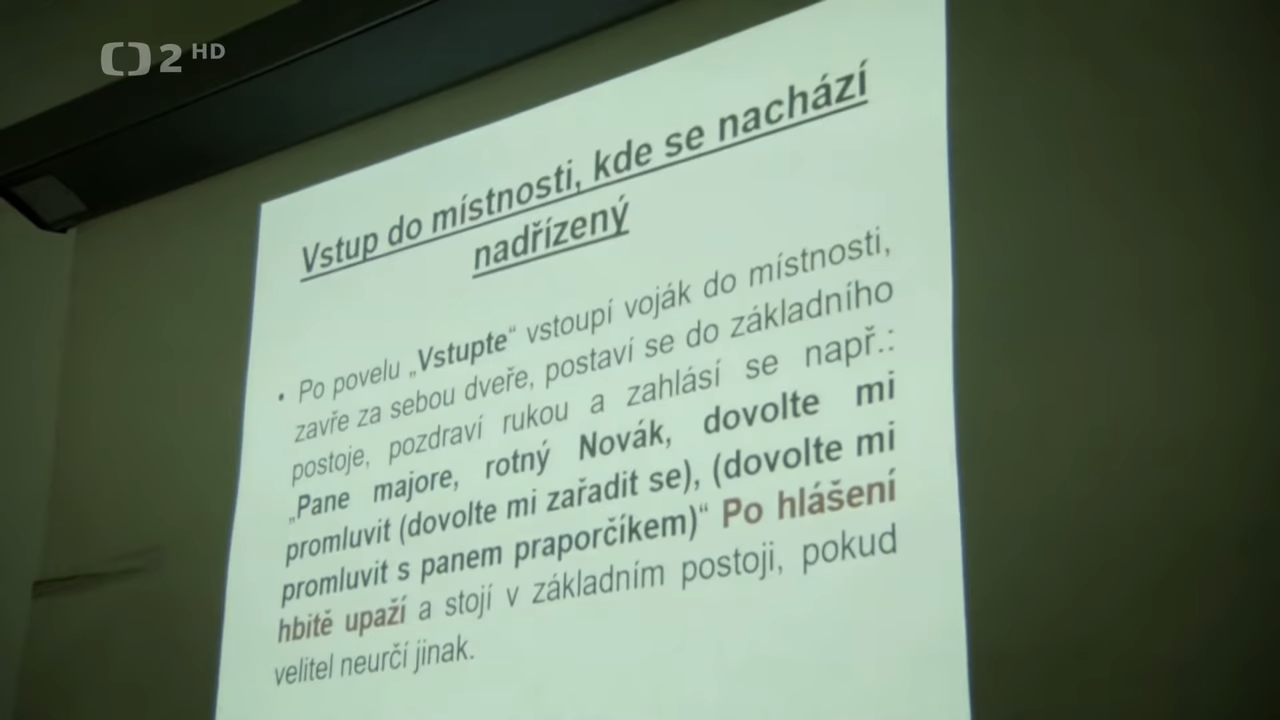 2 HD
Vstup do místnosti, kde se nachází
nadřízený
• Po povelu „Vstupte“ vstoupí voják do místnosti,
zavře za sebou dveře, postaví se do základního
postoje, pozdraví rukou a zahlásí se např.:
„Pane majore, rotný Novák, dovolte mi
promluvit (dovolte mi zařadit se), (dovolte mi
promluvit s panem praporčíkem)“ Po hlášení
hbitě upaží a stojí v základním postoji, pokud
velitel neurčí jinak.